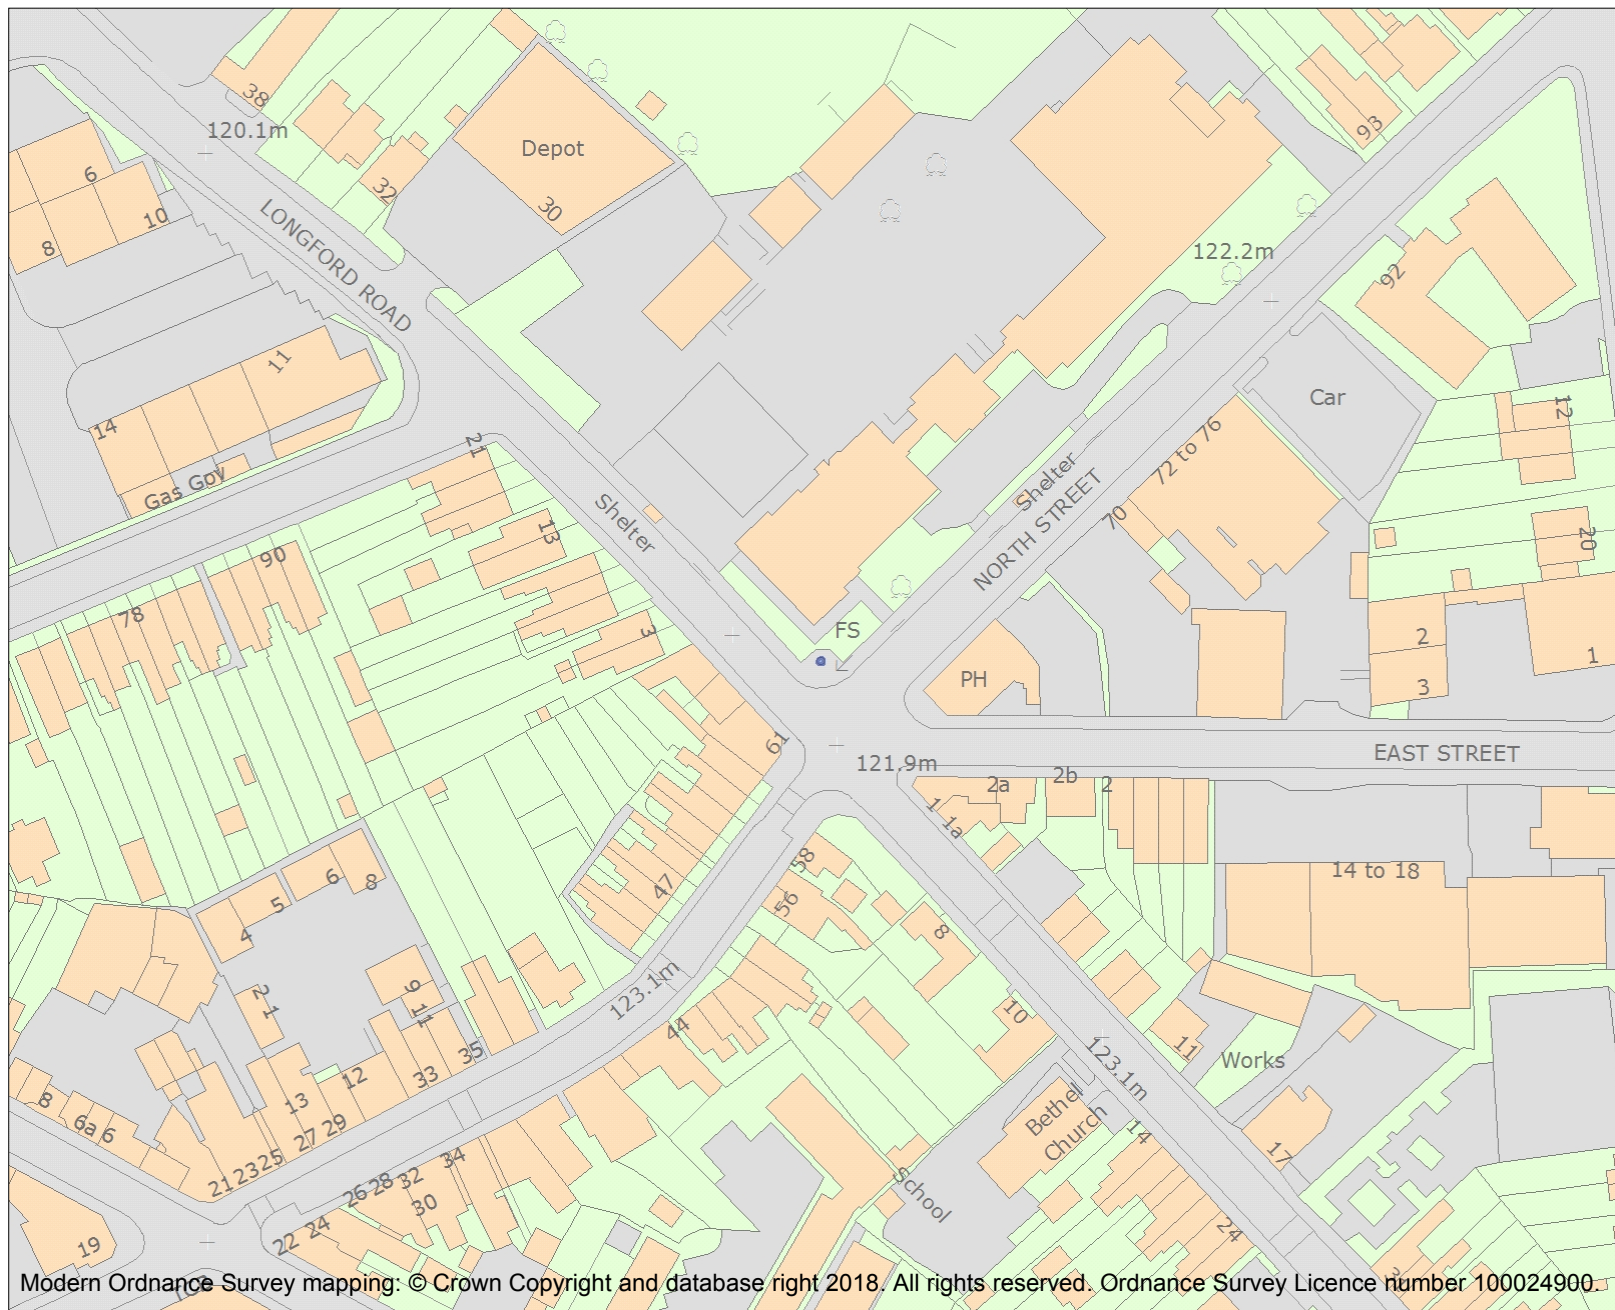 38
120.1m
Depot
93
6
32
10
30
8
LONGFORD ROAD
122.2m
92
11
Car
12
14
21
72 to 76
Shelter
Gas Gov
Shelter
70
13
NORTH STREET
20
90
78
3
FS
2
1
PH
3
61
EAST STREET
121.9m
2a
2b
2
1
1a
58
14 to 18
6
8
47
56
5
4
8
123.1m
9
11
2
1
10
44
11
35
Works
123.1m
12
33
8
13
Bethel
Church
6a
6
29
27
14
17
34
25
23
School
32
21
28
26
30
24
24
22
19
Modern Ordnance Survey mapping: © Crown Copyright and database right 2018. All rights reserved. Ordnance Survey Licence number 100024900.